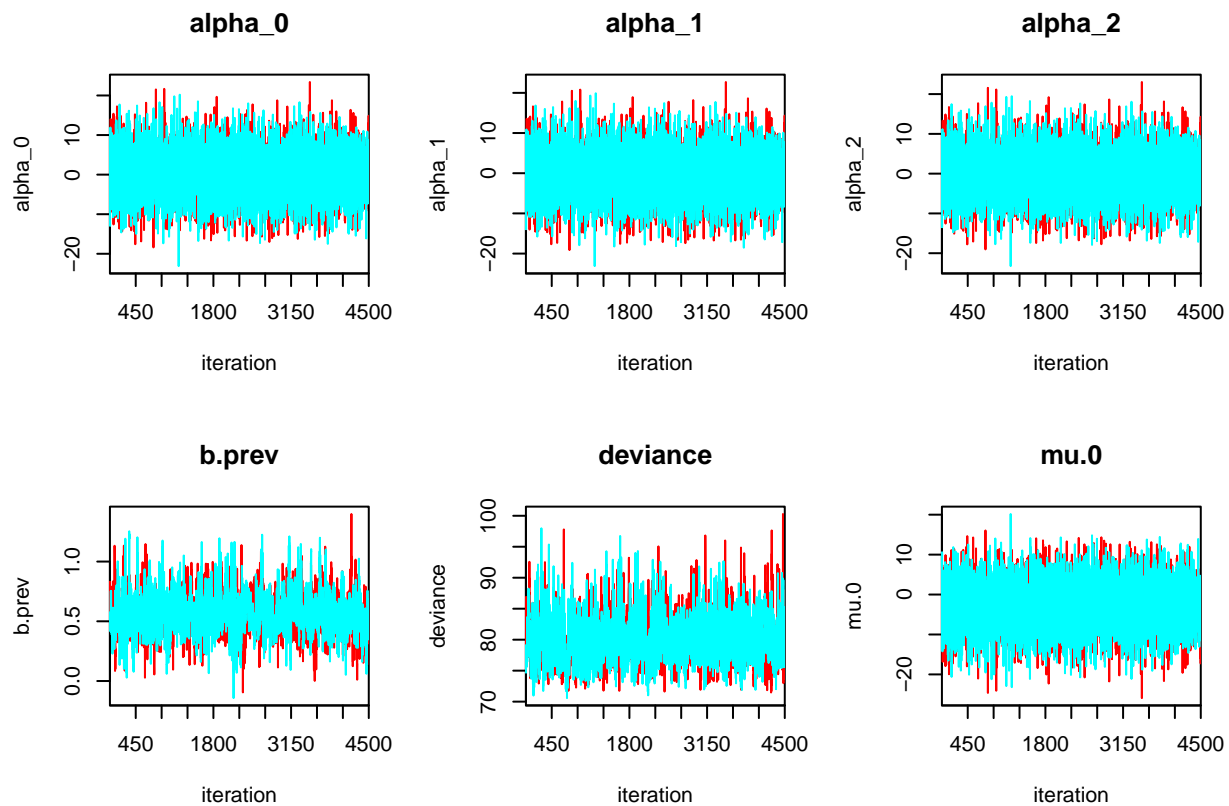 alpha_0 alpha_1 alpha_2
alpha_0
−20 0 10
450 1800 3150 4500
iteration
alpha_1
−20 0 10
450 1800 3150 4500
iteration
alpha_2
−20 0 10
450 1800 3150 4500
iteration
b.prev deviance mu.0
b.prev
0.0 0.5 1.0
450 1800 3150 4500
iteration
deviance
70 80 90 100
450 1800 3150 4500
iteration
mu.0
−20 0 10
450 1800 3150 4500
iteration